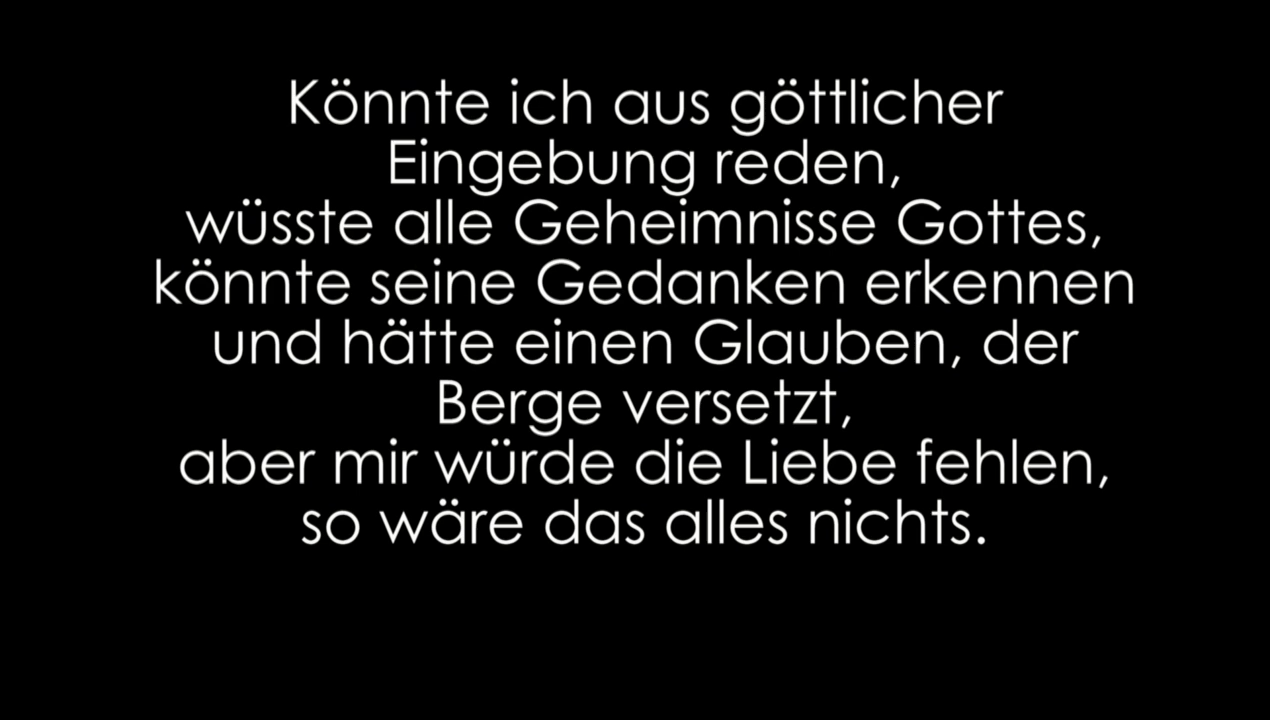 Könnte ich aus göttlicher
Eingebung reden,
wüsste alle Geheimnisse Gottes,
könnte seine Gedanken erkennen
und hätte einen Glauben, der
Berge versetzt,
aber mir würde die Liebe fehlen,
so wäre das alles nichts.